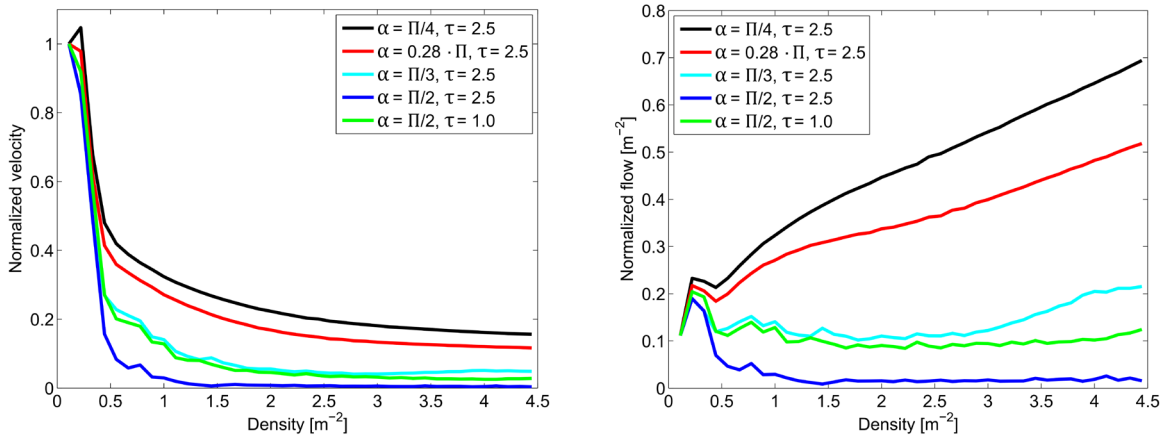 α = Π/4, τ = 2.5
α = 0.28 · Π, τ = 2.5
α = Π/3, τ = 2.5
α = Π/2, τ = 2.5
α = Π/2, τ = 1.0
1
0.8
0.6
0.4
0.2
0
Normalized velocity
0 0.5 1 1.5 2 2.5 3 3.5 4 4.5
Density [m⁻²]
α = Π/4, τ = 2.5
α = 0.28 · Π, τ = 2.5
α = Π/3, τ = 2.5
α = Π/2, τ = 2.5
α = Π/2, τ = 1.0
0.8
0.7
0.6
0.5
0.4
0.3
0.2
0.1
0
Normalized flow [m⁻²]
0 0.5 1 1.5 2 2.5 3 3.5 4 4.5
Density [m⁻²]